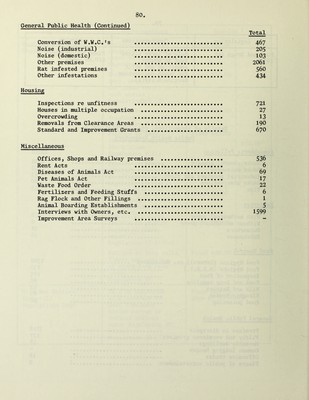 80.
General Public Health (Continued)
Total
Conversion of W.W.C.'s ........................ 467
Noise (industrial) ........................ 205
Noise (domestic) ........................ 103
Other premises ........................ 2061
Rat infested premises ........................ 560
Other infestations ........................ 434
Housing
Inspections re unfitness ........................ 721
Houses in multiple occupation ........................ 27
Overcrowding ........................ 13
Removals from Clearance Areas ........................ 190
Standard and Improvement Grants ..................... 670
Miscellaneous
Offices, Shops and Railway premises ................. 536
Rent Acts ........................ 6
Diseases of Animals Act ........................ 69
Pet Animals Act ........................ 17
Waste Food Order ........................ 22
Fertilizers and Feeding Stuffs ..................... 6
Rag Flock and Other Fillings ....................... 1
Animal Boarding Establishments ...................... 5
Interviews with Owners, etc. ....................... 1599
Improvement Area Surveys ........................ -